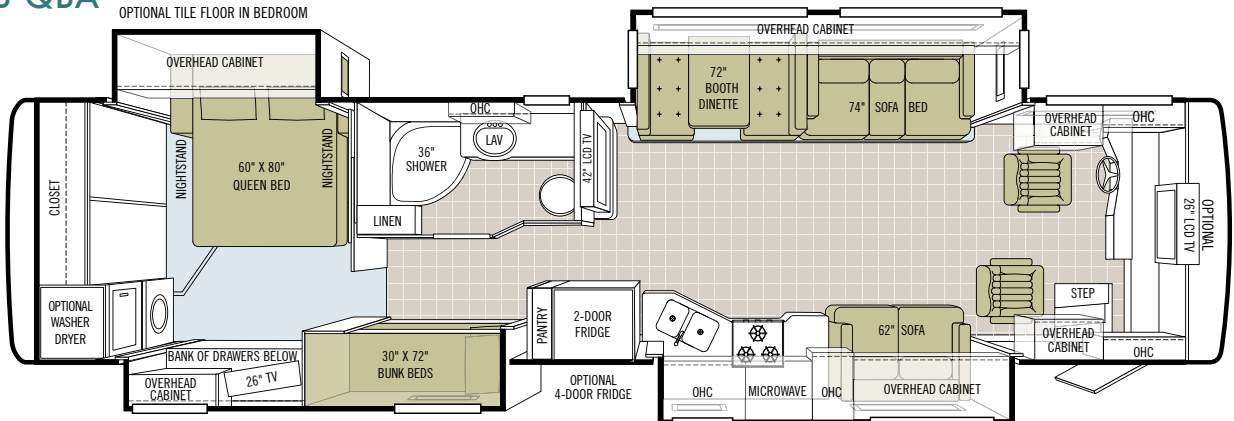 QBA
OPTIONAL TILE FLOOR IN BEDROOM
OVERHEAD CABINET
OVERHEAD CABINET
CLOSET
NIGHTSTAND
60" X 80"
QUEEN BED
NIGHTSTAND
OHC
LAV
36"
SHOWER
LINEN
42" LCD TV
72"
BOOTH
DINETTE
74" SOFA BED
OVERHEAD
CABINET
OHC
OPTIONAL
26" LCD TV
OPTIONAL
WASHER
DRYER
BANK OF DRAWERS BELOW
OVERHEAD
CABINET
26" TV
30" X 72"
BUNK BEDS
PANTRY
2-DOOR
FRIDGE
OPTIONAL
4-DOOR FRIDGE
OHC
MICROWAVE
OHC
62" SOFA
OVERHEAD CABINET
STEP
OVERHEAD
CABINET
OHC